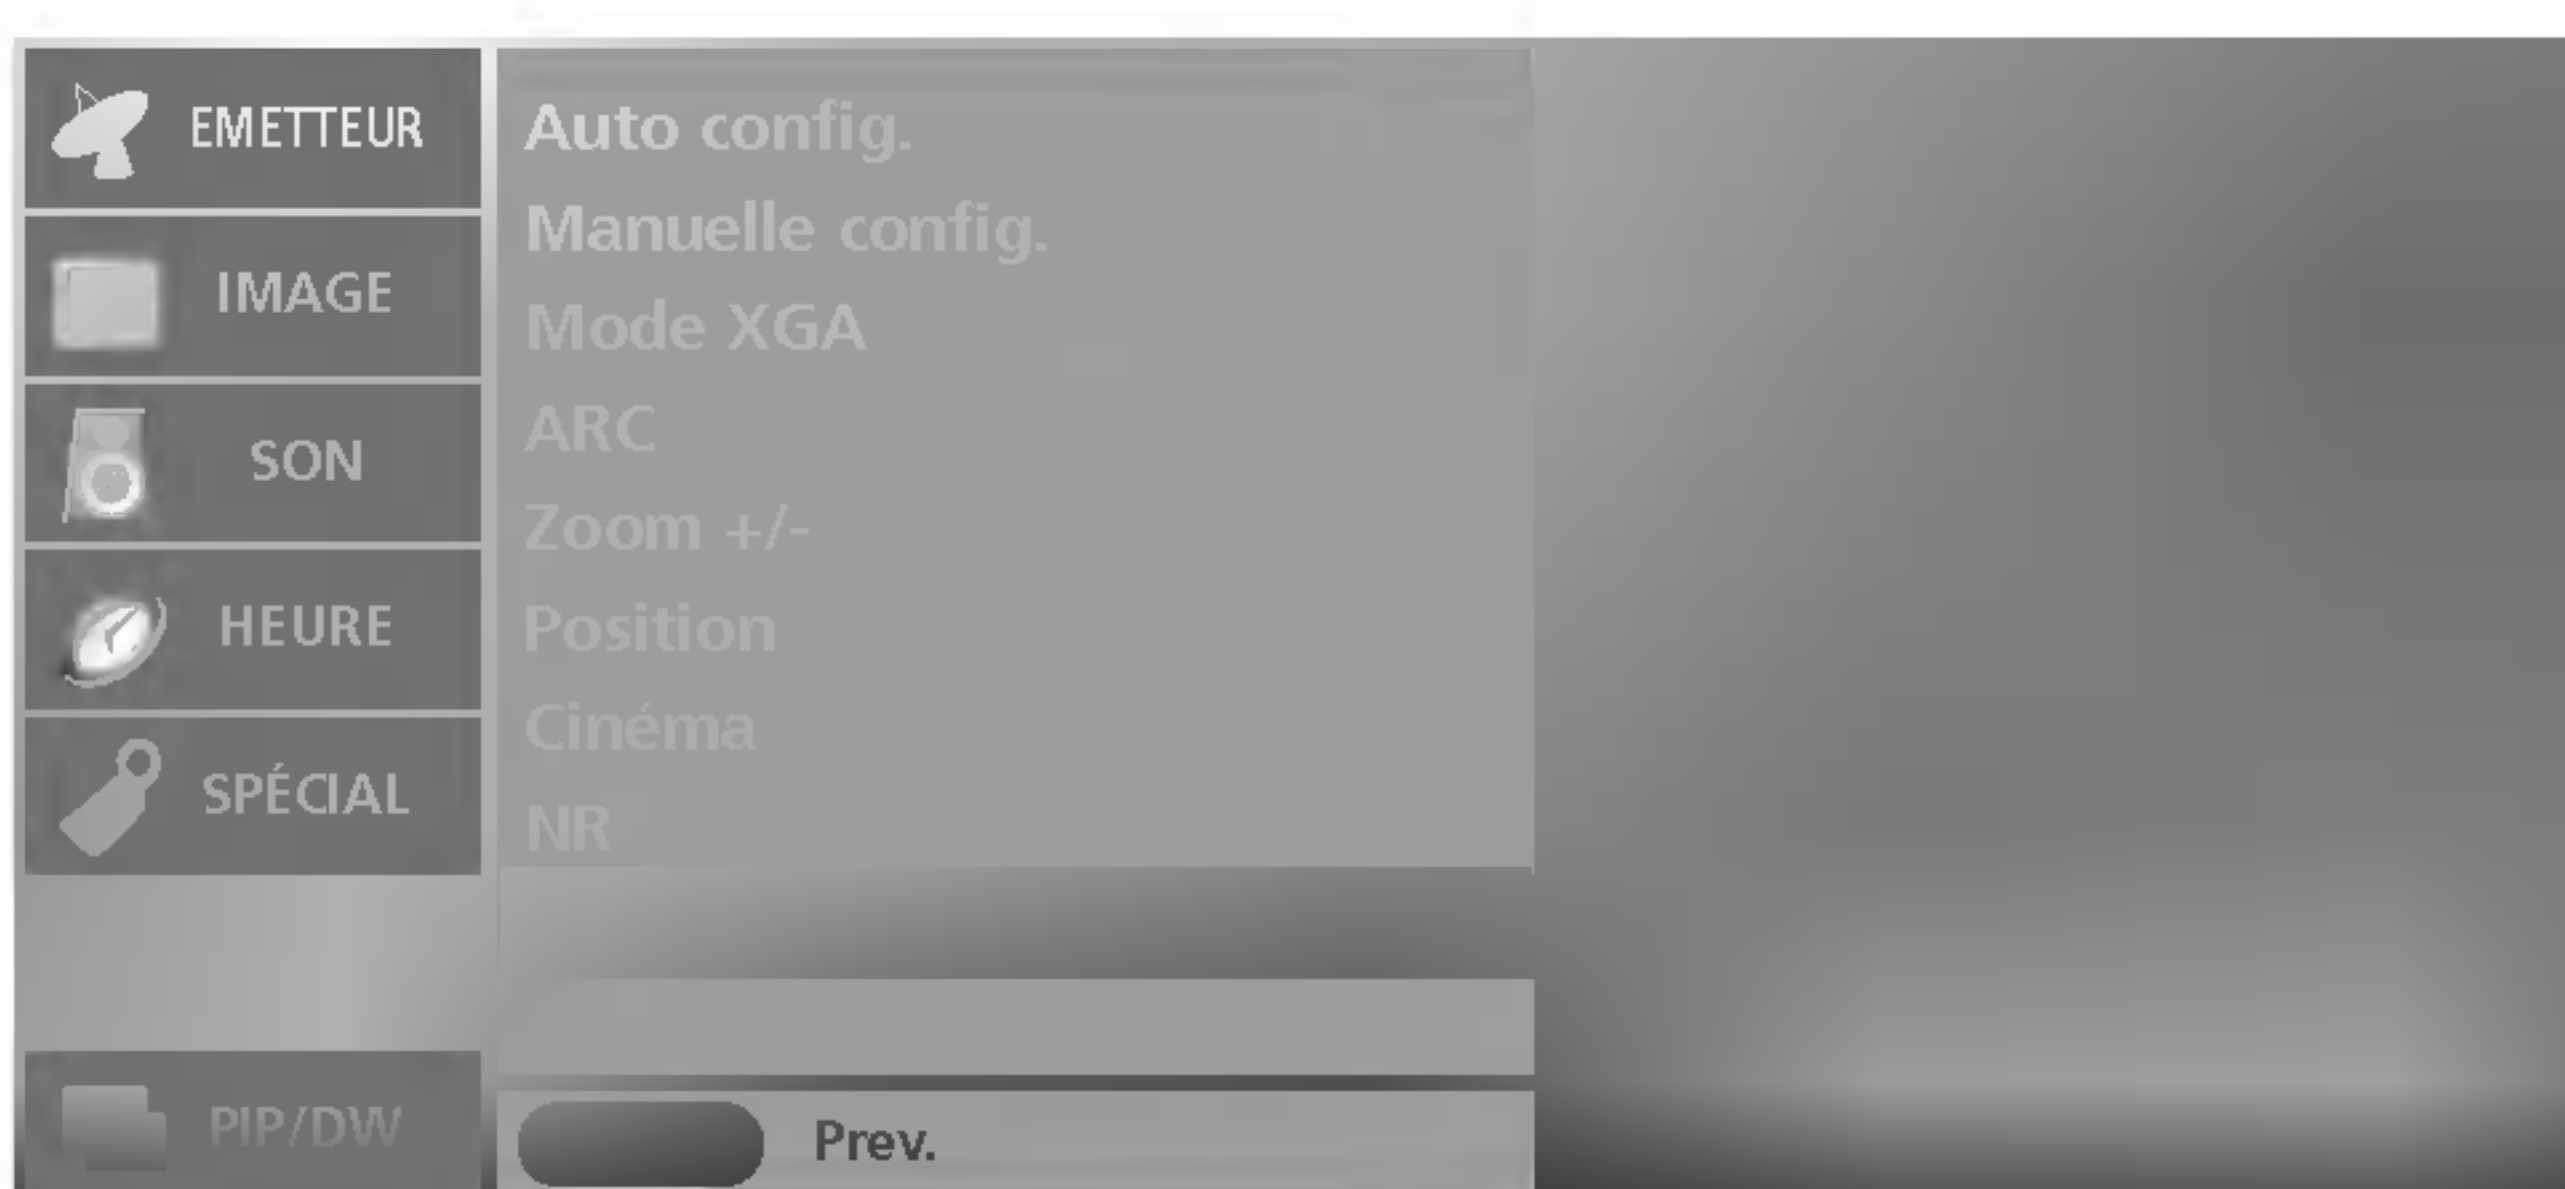 EMETTEUR
IMAGE
SON
HEURE
SPÉCIAL
PIP/DW
Auto config.
Manuelle config.
Mode XGA
ARC
Zoom +/-
Position
Cinéma
NR
Prev.